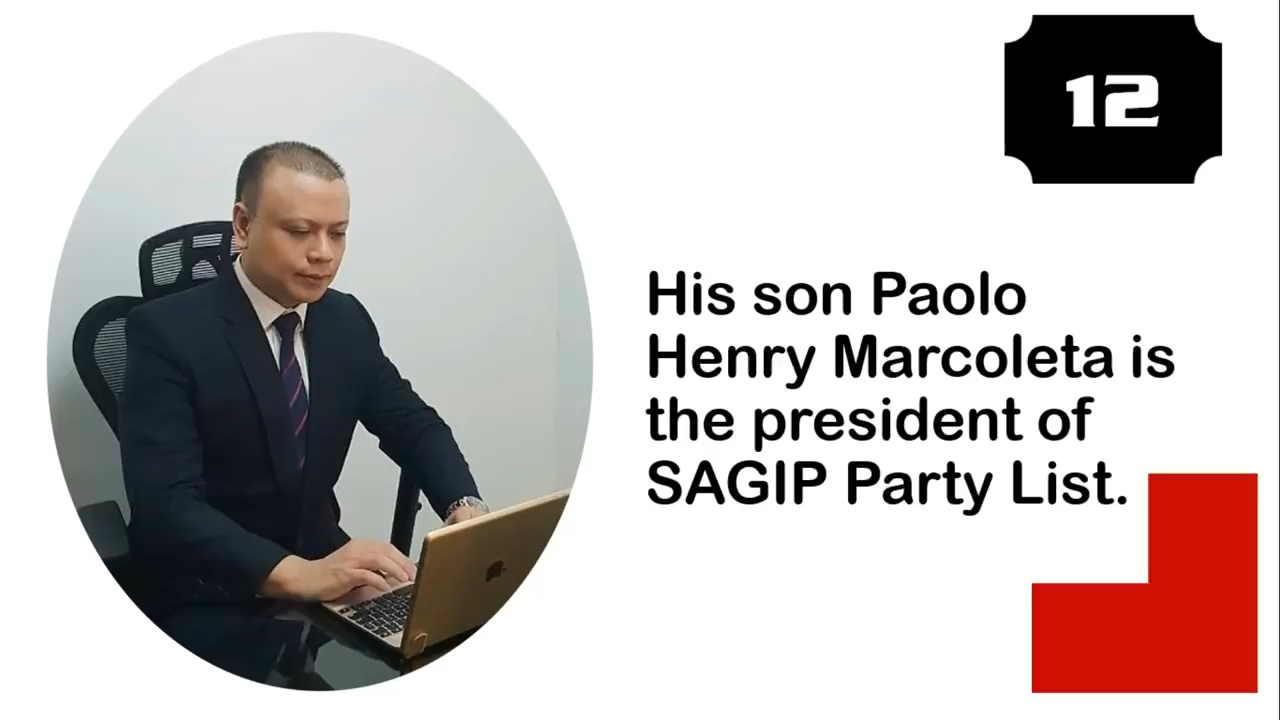 12
His son Paolo
Henry Marcoleta is
the president of
SAGIP Party List.